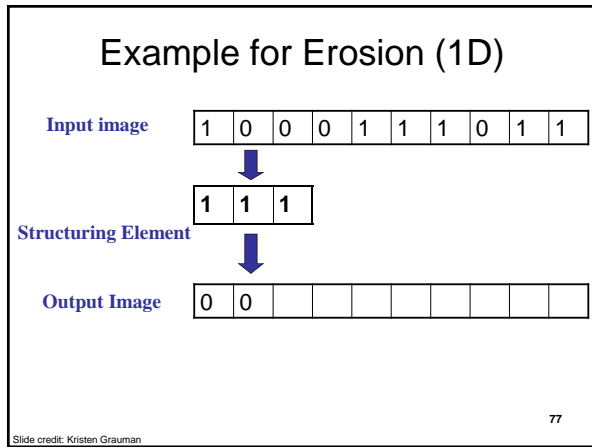 Example for Erosion (1D)
Input image 1 0 0 0 1 1 1 0 1 1
1 1 1
Structuring Element
Output Image 0 0
77
Slide credit: Kristen Grauman